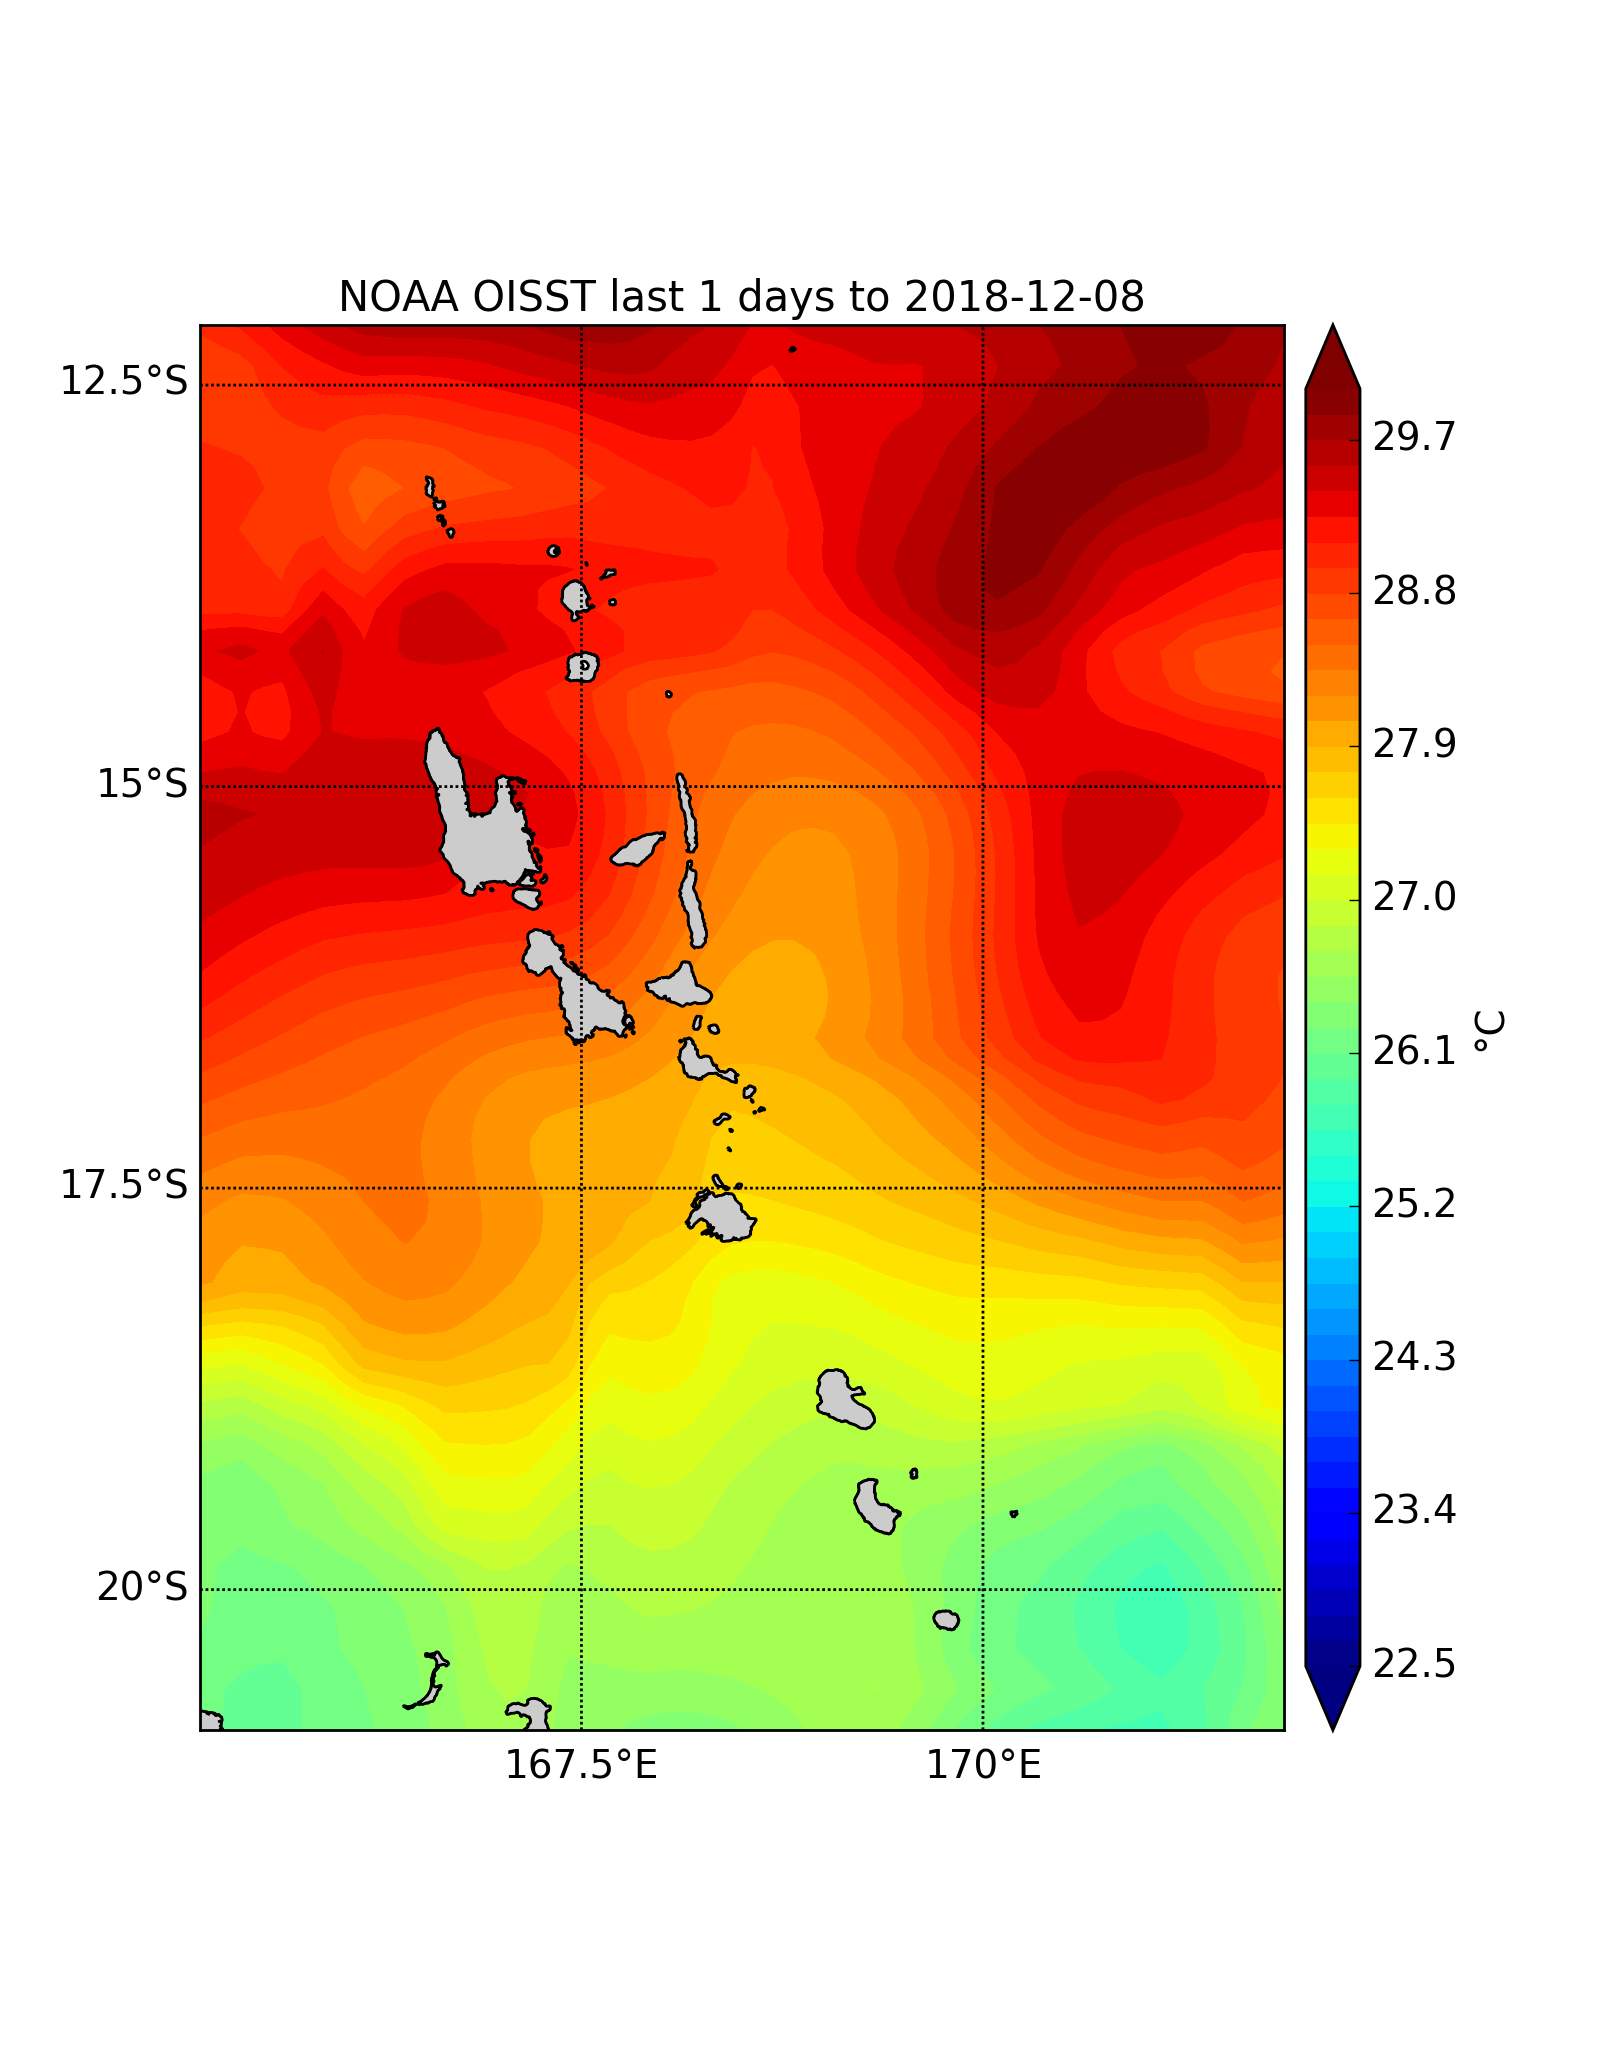 NOAA OISST last 1 days to 2018-12-08
12.5°S
15°S
17.5°S
20°S
167.5°E
170°E
29.7
28.8
27.9
27.0
26.1
25.2
24.3
23.4
22.5
°C